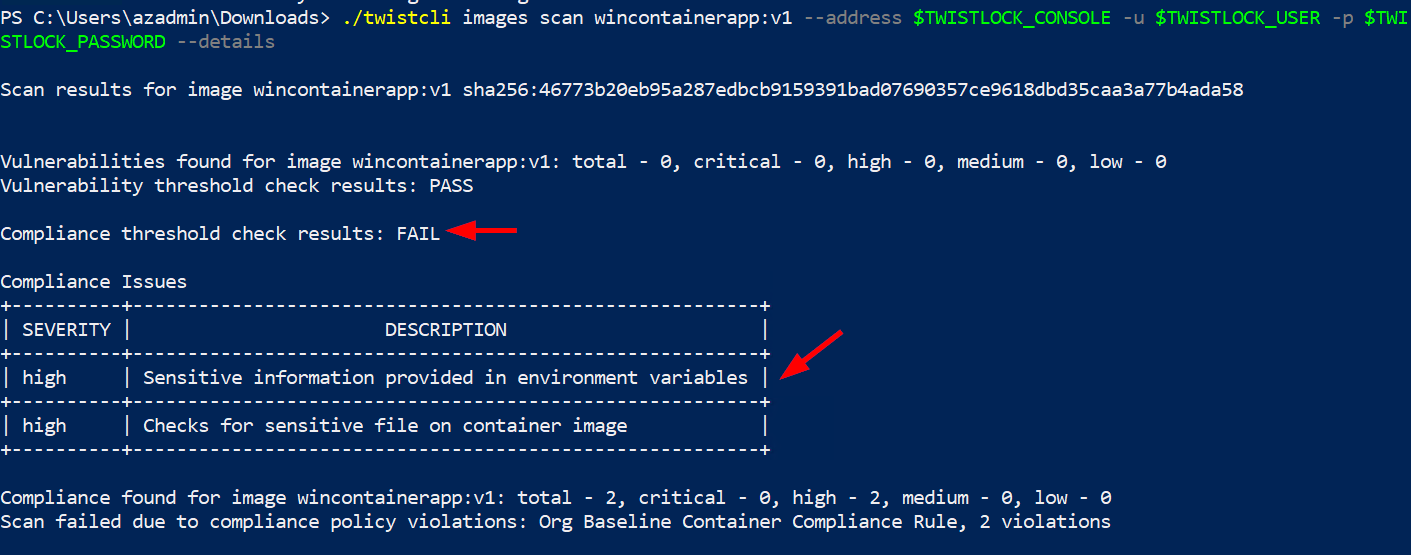 PS C:\Users\azadmin\Downloads> ./twistcli images scan wincontainerapp:v1 --address $TWISTLOCK_CONSOLE -u $TWISTLOCK_USER -p $TWI
STLOCK_PASSWORD --details
Scan results for image wincontainerapp:v1 sha256:46773b20eb95a287edbcb9159391bad07690357ce9618dbd35caa3a77b4ada58
Vulnerabilities found for image wincontainerapp:v1: total - 0, critical - 0, high - 0, medium - 0, low - 0
Vulnerability threshold check results: PASS
Compliance threshold check results: FAIL
Compliance Issues
+----------+----------------------------------------------------+
| SEVERITY |                     DESCRIPTION                     |
+----------+----------------------------------------------------+
| high     | Sensitive information provided in environment variables |
+----------+----------------------------------------------------+
| high     | Checks for sensitive file on container image           |
+----------+----------------------------------------------------+
Compliance found for image wincontainerapp:v1: total - 2, critical - 0, high - 2, medium - 0, low - 0
Scan failed due to compliance policy violations: Org Baseline Container Compliance Rule, 2 violations